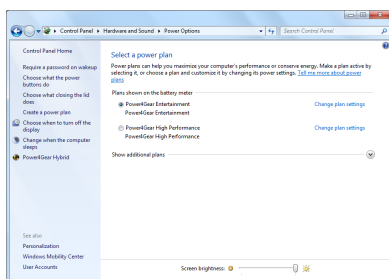 Control Panel ▸ Hardware and Sound ▸ Power Options
Search Control Panel
Control Panel Home
Require a password on wakeup
Choose what the power
buttons do
Choose what closing the lid
does
Create a power plan
Choose when to turn off the
display
Change when the computer
sleeps
Power4Gear Hybrid
See also
Personalization
Windows Mobility Center
User Accounts
Select a power plan
Power plans can help you maximize your computer's performance or conserve energy. Make a plan active by
selecting it, or choose a plan and customize it by changing its power settings. Tell me more about power
plans
Plans shown on the battery meter
Power4Gear Entertainment Change plan settings
Power4Gear Entertainment
Power4Gear High Performance Change plan settings
Power4Gear High Performance
Show additional plans
Screen brightness: